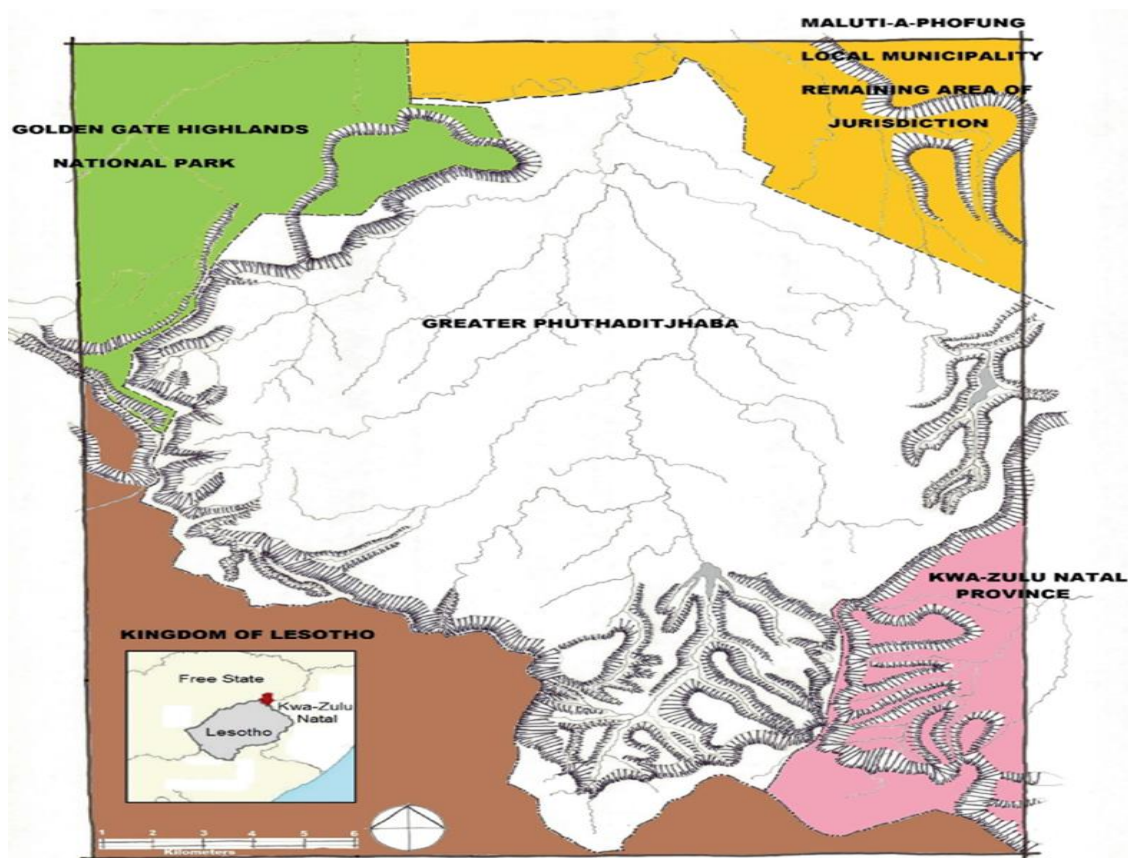 MALUTI-A-PHOFUNG
LOCAL MUNICIPALITY
REMAINING AREA OF
JURISDICTION
GOLDEN GATE HIGHLANDS
NATIONAL PARK
GREATER PHUTHADITJHABA
KWA-ZULU NATAL
PROVINCE
KINGDOM OF LESOTHO
Free State
Kwa-Zulu
Natal
Lesotho
1 2 3 4 5 6
Kilometers